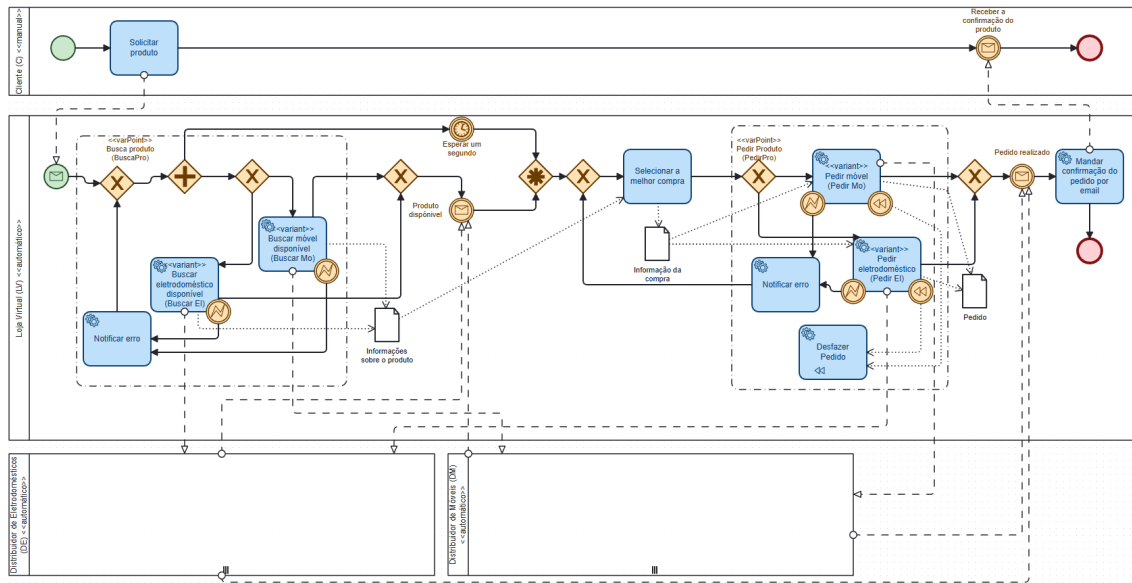 Cliente (C) <<manual>>
Solicitar
produto
Receber a
confirmação do
produto
Loja Virtual (LV) <<automático>>
<<varPoint>>
Busca produto
(BuscaPro)
Esperar um
segundo
<<variant>>
Buscar móvel
disponível
(Buscar Mo)
<<variant>>
Buscar
eletrodoméstico
disponível
(Buscar El)
Notificar erro
Informações
sobre o produto
Produto
dispónivel
Selecionar a
melhor compra
Informação da
compra
<<varPoint>>
Pedir Produto
(PedirPro)
<<variant>>
Pedir móvel
(Pedir Mo)
<<variant>>
Pedir
eletrodoméstico
(Pedir El)
Notificar erro
Desfazer
Pedido
Pedido
Pedido realizado
Mandar
confirmação do
pedido por
email
Distribuidor de Eletrodomésticos
(DE) < <automático>>
Distribuidor de Móveis (DM)
<<automático>>